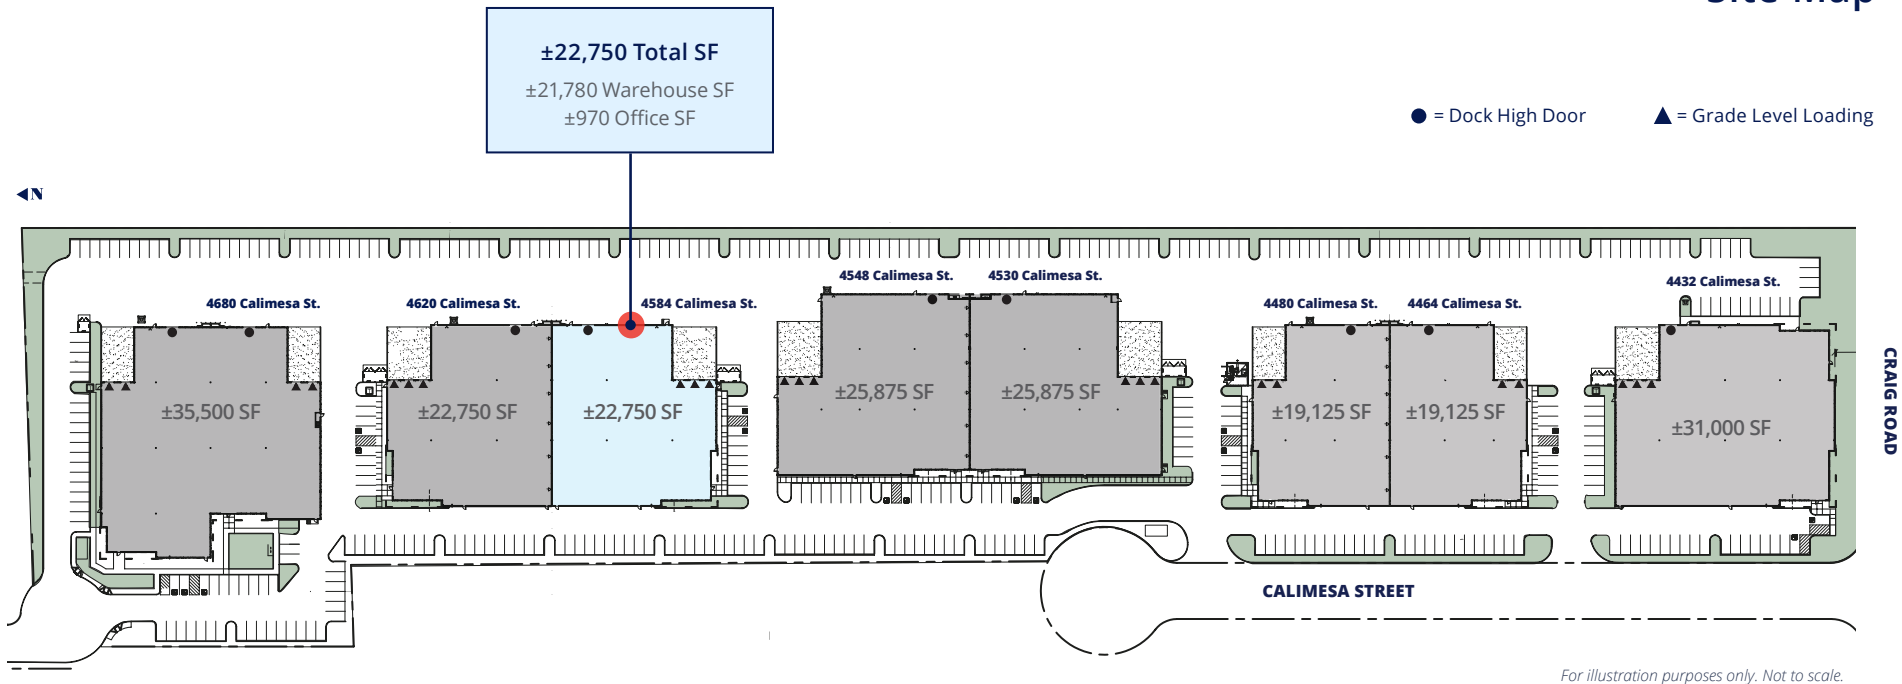 Site Map
±22,750 Total SF
±21,780 Warehouse SF
±970 Office SF
= Dock High Door
= Grade Level Loading
N
4680 Calimesa St.
4620 Calimesa St.
4584 Calimesa St.
4548 Calimesa St.
4530 Calimesa St.
4480 Calimesa St.
4464 Calimesa St.
4432 Calimesa St.
±35,500 SF
±22,750 SF
±22,750 SF
±25,875 SF
±25,875 SF
±19,125 SF
±19,125 SF
±31,000 SF
CRAIG ROAD
CALIMESA STREET
For illustration purposes only. Not to scale.